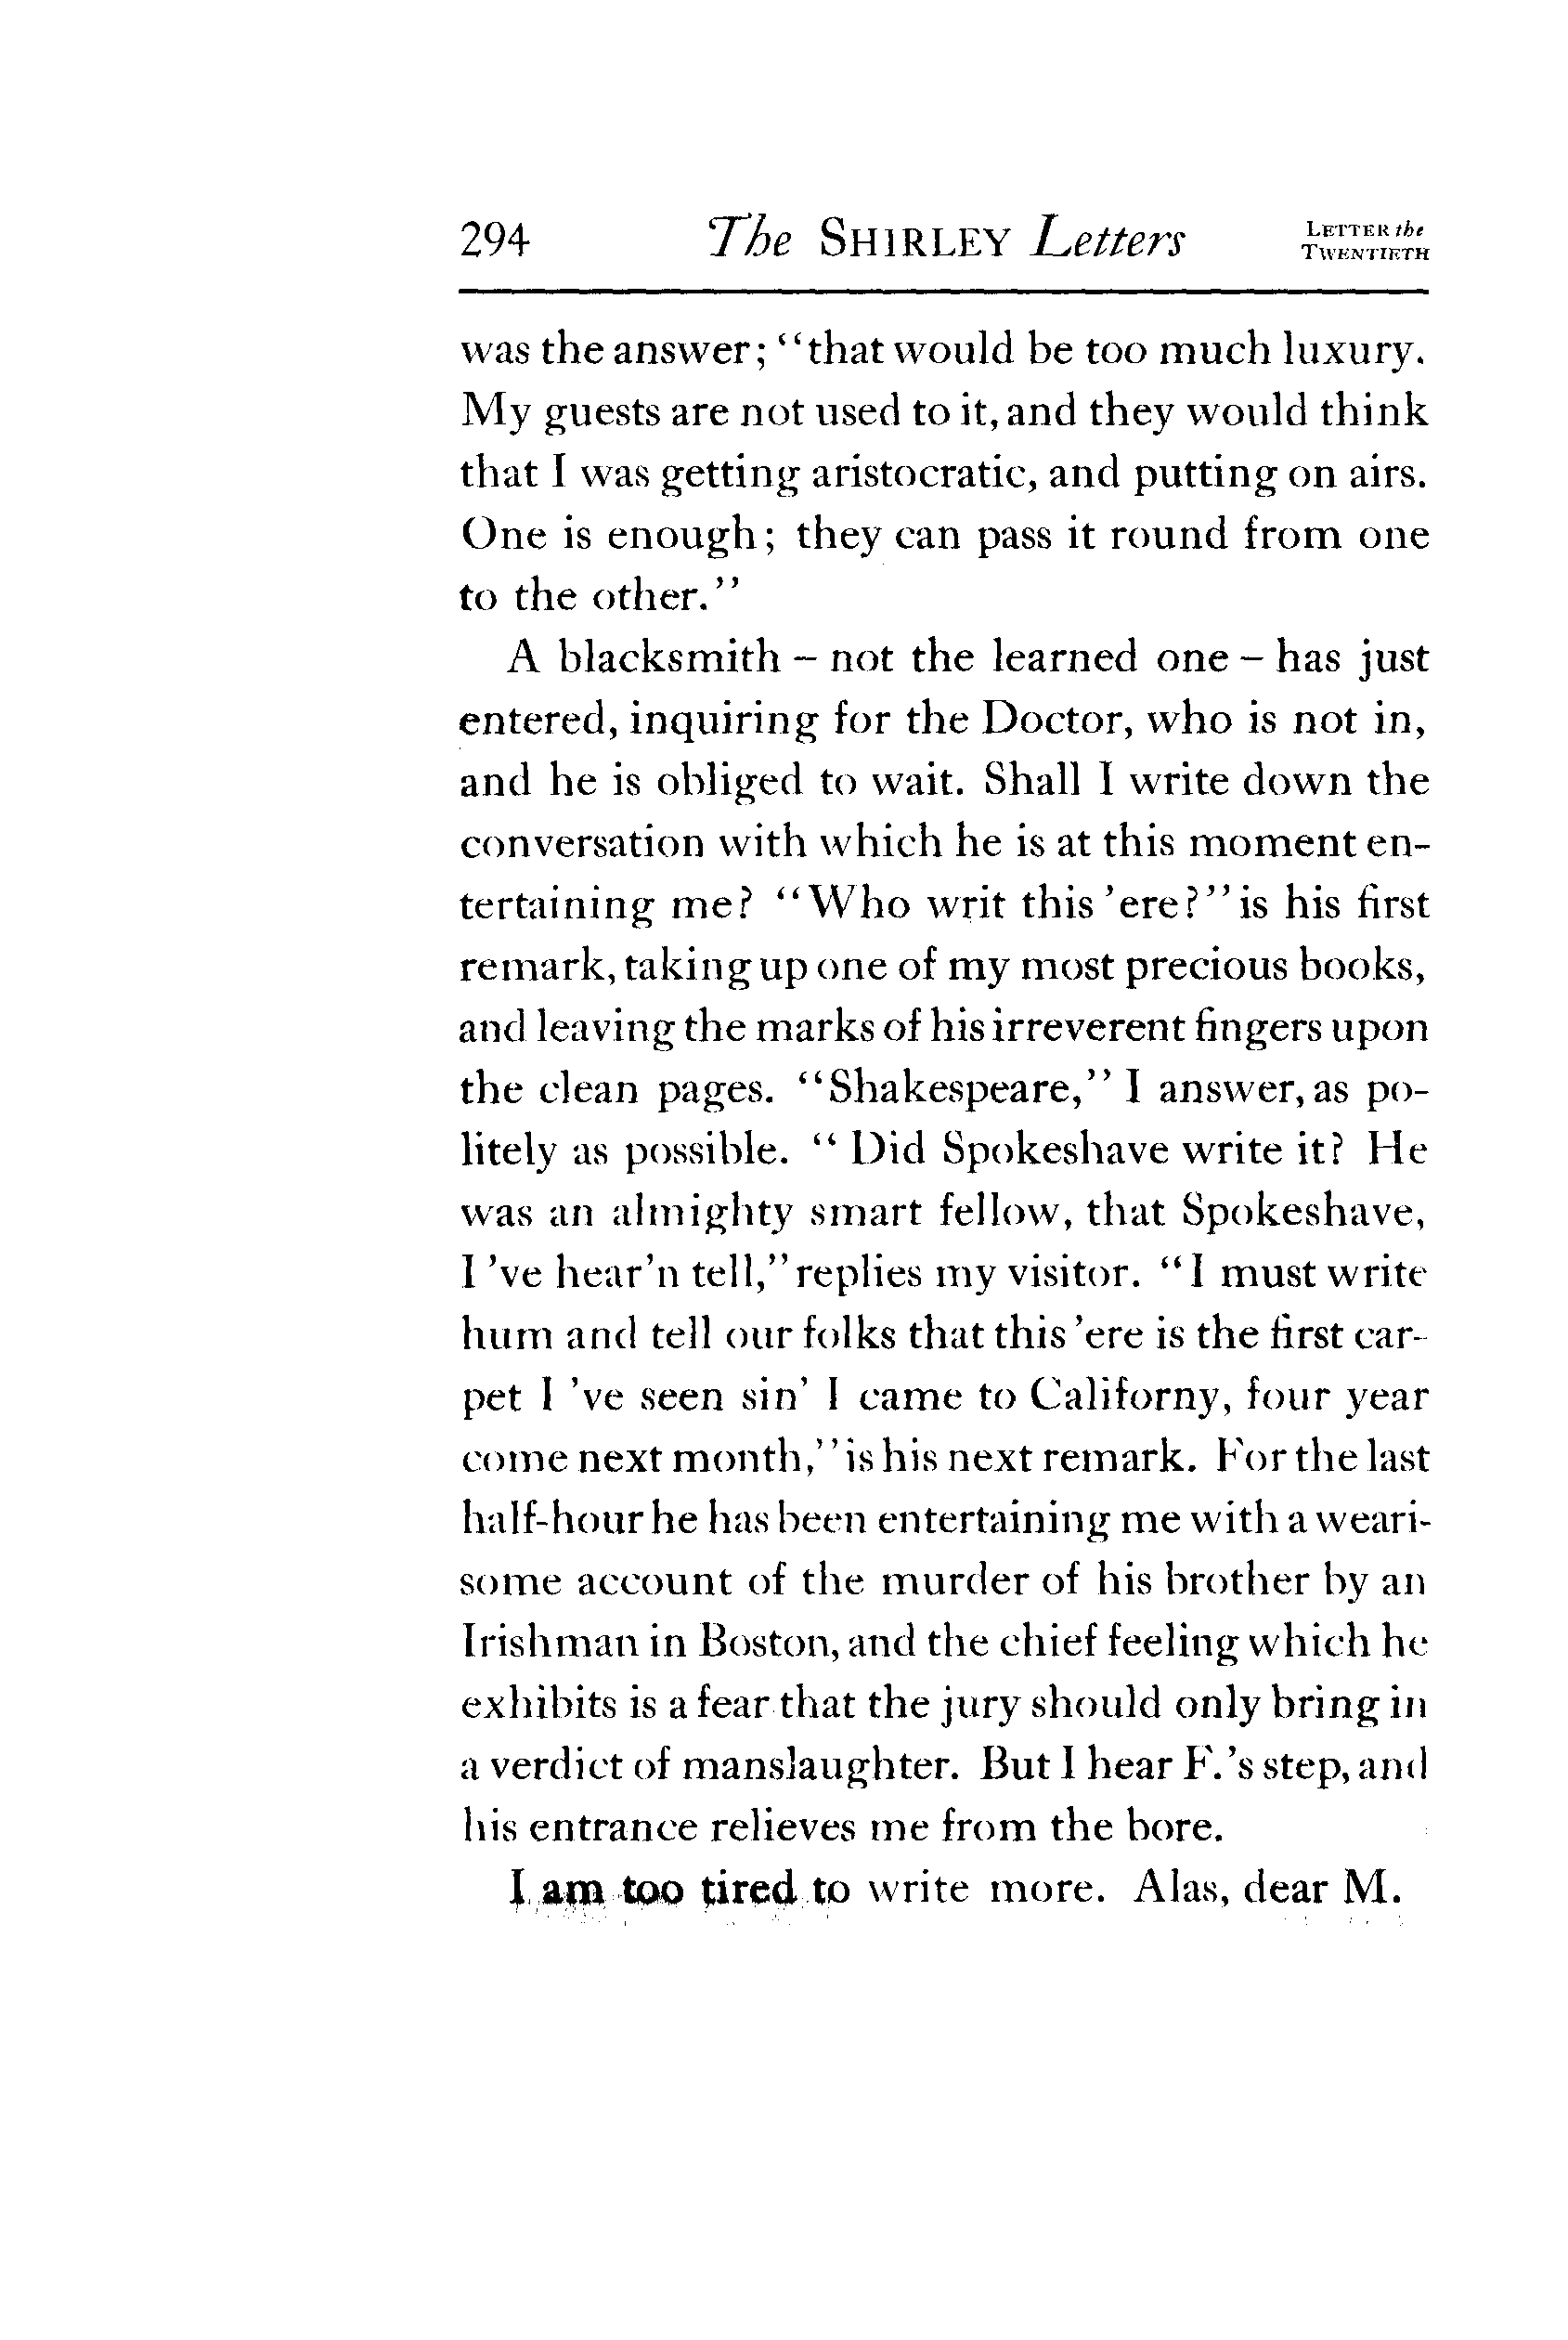 294 The SHIRLEY Letters LETTER the TWENTIETH
was the answer; "that would be too much luxury.
My guests are not used to it, and they would think
that I was getting aristocratic, and putting on airs.
One is enough; they can pass it round from one
to the other."
A blacksmith – not the learned one – has just
entered, inquiring for the Doctor, who is not in,
and he is obliged to wait. Shall I write down the
conversation with which he is at this moment en-
tertaining me? "Who writ this 'ere?" is his first
remark, taking up one of my most precious books,
and leaving the marks of his irreverent fingers upon
the clean pages. "Shakespeare," I answer, as po-
litely as possible. "Did Spokeshave write it? He
was an almighty smart fellow, that Spokeshave,
I 've hear'n tell," replies my visitor. "I must write
hum and tell our folks that this 'ere is the first car-
pet I 've seen sin' I came to Californy, four year
come next month," is his next remark. For the last
half-hour he has been entertaining me with a weari-
some account of the murder of his brother by an
Irishman in Boston, and the chief feeling which he
exhibits is a fear that the jury should only bring in
a verdict of manslaughter. But I hear F.'s step, and
his entrance relieves me from the bore.
I am too tired to write more. Alas, dear M.